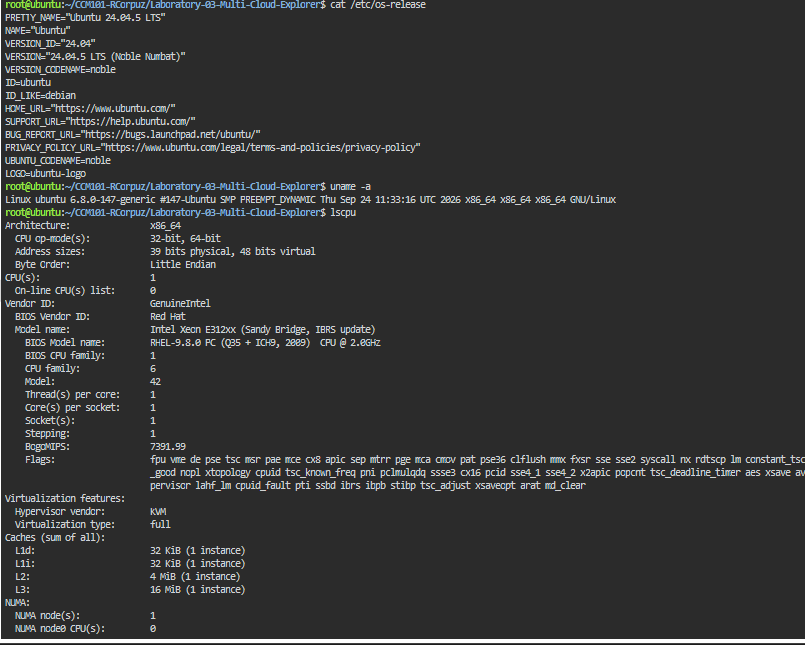 root@ubuntu:~/CCM101-RCorpuz/Laboratory-03-Multi-Cloud-Explorer$ cat /etc/os-release
PRETTY_NAME="Ubuntu 24.04.5 LTS"
NAME="Ubuntu"
VERSION_ID="24.04"
VERSION="24.04.5 LTS (Noble Numbat)"
VERSION_CODENAME=noble
ID=ubuntu
ID_LIKE=debian
HOME_URL="https://www.ubuntu.com/"
SUPPORT_URL="https://help.ubuntu.com/"
BUG_REPORT_URL="https://bugs.launchpad.net/ubuntu/"
PRIVACY_POLICY_URL="https://www.ubuntu.com/legal/terms-and-policies/privacy-policy"
UBUNTU_CODENAME=noble
LOGO=ubuntu-logo
root@ubuntu:~/CCM101-RCorpuz/Laboratory-03-Multi-Cloud-Explorer$ uname -a
Linux ubuntu 6.8.0-147-generic #147-Ubuntu SMP PREEMPT_DYNAMIC Thu Sep 24 11:33:16 UTC 2026 x86_64 x86_64 x86_64 GNU/Linux
root@ubuntu:~/CCM101-RCorpuz/Laboratory-03-Multi-Cloud-Explorer$ lscpu
Architecture: x86_64
CPU op-mode(s): 32-bit, 64-bit
Address sizes: 39 bits physical, 48 bits virtual
Byte Order: Little Endian
CPU(s): 1
On-line CPU(s) list: 0
Vendor ID: GenuineIntel
BIOS Vendor ID: Red Hat
Model name: Intel Xeon E312xx (Sandy Bridge, IBRS update)
BIOS Model name: RHEL-9.8.0 PC (Q35 + ICH9, 2009) CPU @ 2.0GHz
BIOS CPU family: 1
CPU family: 6
Model: 42
Thread(s) per core: 1
Core(s) per socket: 1
Socket(s): 1
Stepping: 1
BogoMIPS: 7391.99
Flags: fpu vme de pse tsc msr pae mce cx8 apic sep mtrr pge mca cmov pat pse36 clflush mmx fxsr sse sse2 syscall nx rdtscp lm constant_tsc
_good nopl xtopology cpuid tsc_known_freq pni pclmulqdq ssse3 cx16 pcid sse4_1 sse4_2 x2apic popcnt tsc_deadline_timer aes xsave av
pervisor lahf_lm cpuid_fault pti ssbd ibrs ibpb stibp tsc_adjust xsaveopt arat md_clear
Virtualization features:
Hypervisor vendor: KVM
Virtualization type: full
Caches (sum of all):
L1d: 32 KiB (1 instance)
L1i: 32 KiB (1 instance)
L2: 4 MiB (1 instance)
L3: 16 MiB (1 instance)
NUMA:
NUMA node(s): 1
NUMA node0 CPU(s): 0